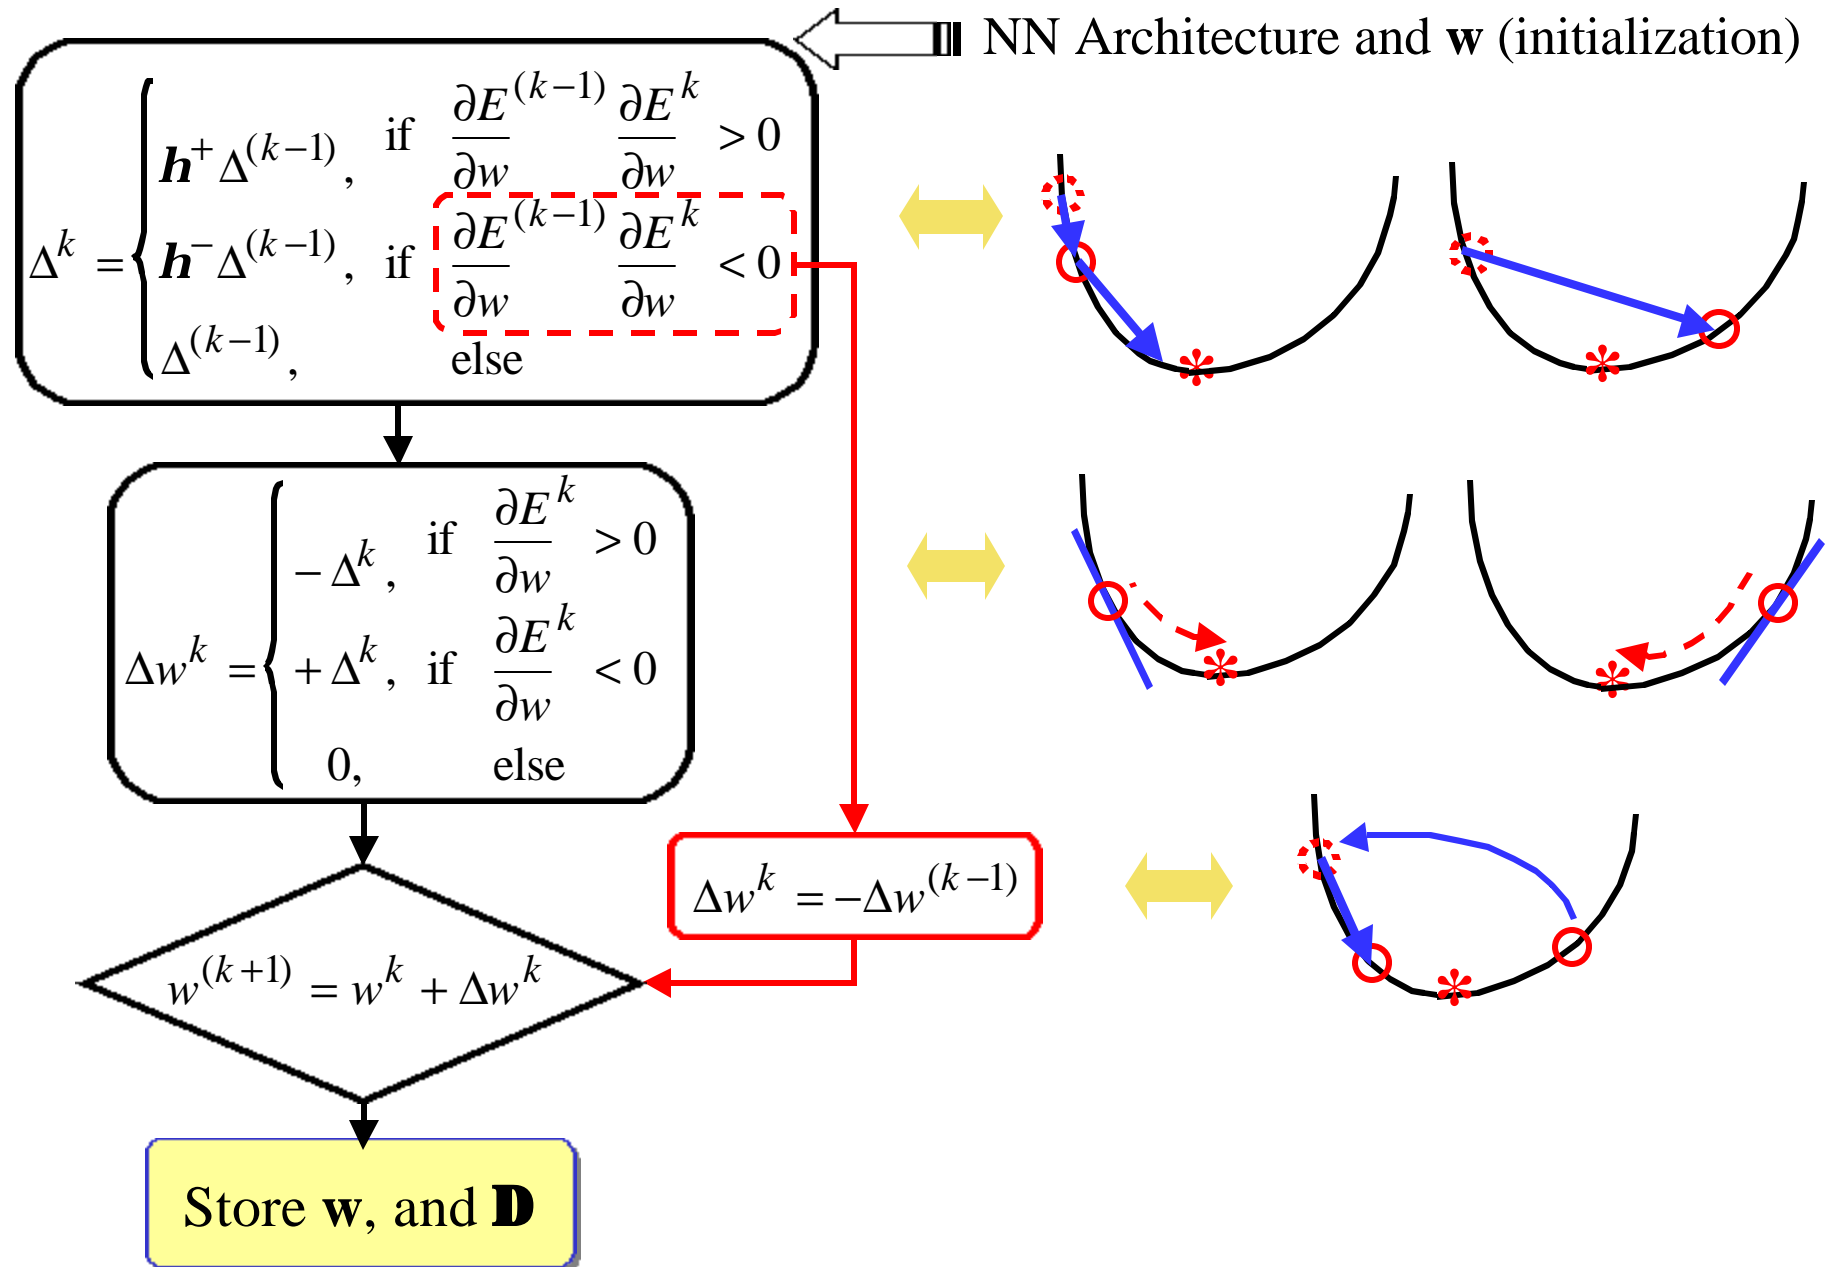 NN Architecture and w (initialization)
Δ^k = { h^+ Δ^(k−1), if ∂E/∂w^(k−1) ∂E/∂w^k > 0
h^− Δ^(k−1), if ∂E/∂w^(k−1) ∂E/∂w^k < 0
Δ^(k−1), else
Δw^k = { − Δ^k, if ∂E/∂w^k > 0
+ Δ^k, if ∂E/∂w^k < 0
0, else
Δw^k = −Δw^(k−1)
w^(k+1) = w^k + Δw^k
Store w, and D